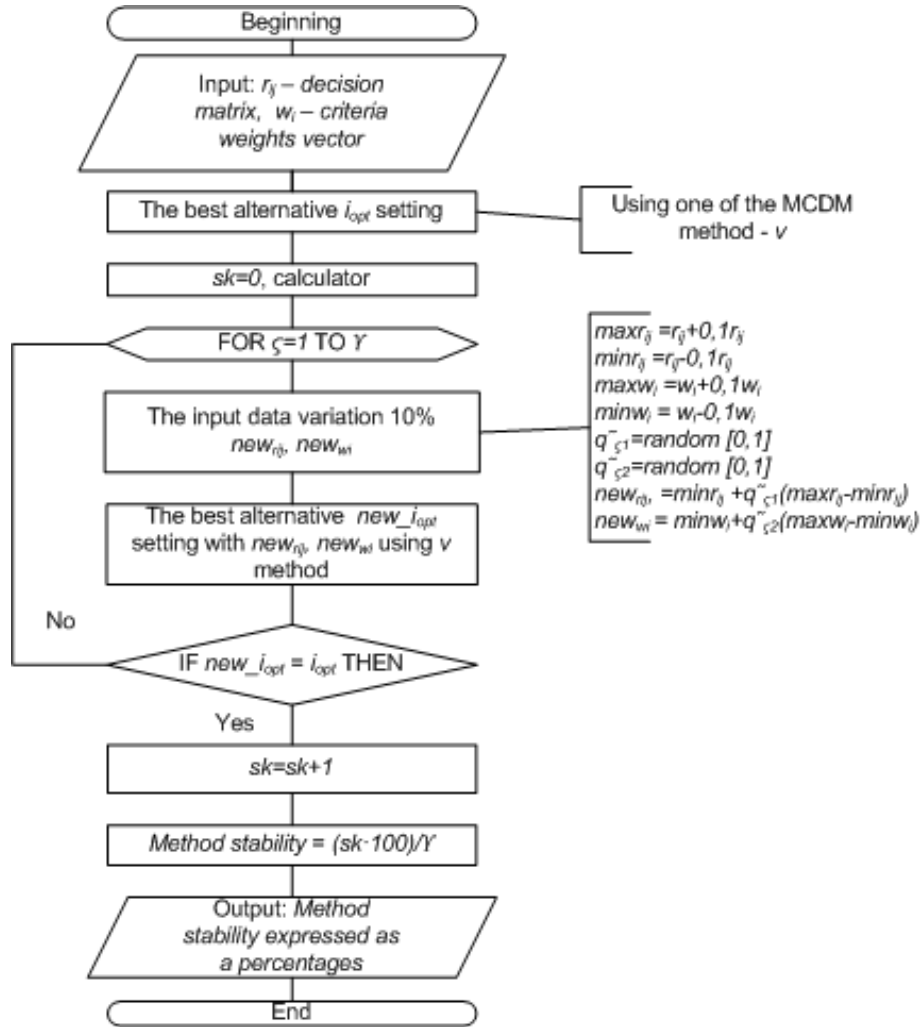 Beginning
Input: rij – decision
matrix, wi – criteria
weights vector
The best alternative iopt setting
Using one of the MCDM
method - v
sk=0, calculator
FOR ς=1 TO ϒ
maxrij =rij+0,1rij
minrij =rij-0,1rij
maxwi =wi+0,1wi
minwi = wi-0,1wi
q~ς1=random [0,1]
q~ς2=random [0,1]
newrij, =minrij +q~ς1(maxrij-minrij)
newwi = minwi+q~ς2(maxwi-minwi)
The input data variation 10%
newrij, newwi
The best alternative new_iopt
setting with newrij, newwi using v
method
No
IF new_iopt = iopt THEN
Yes
sk=sk+1
Method stability = (sk·100)/ϒ
Output: Method
stability expressed as
a percentages
End